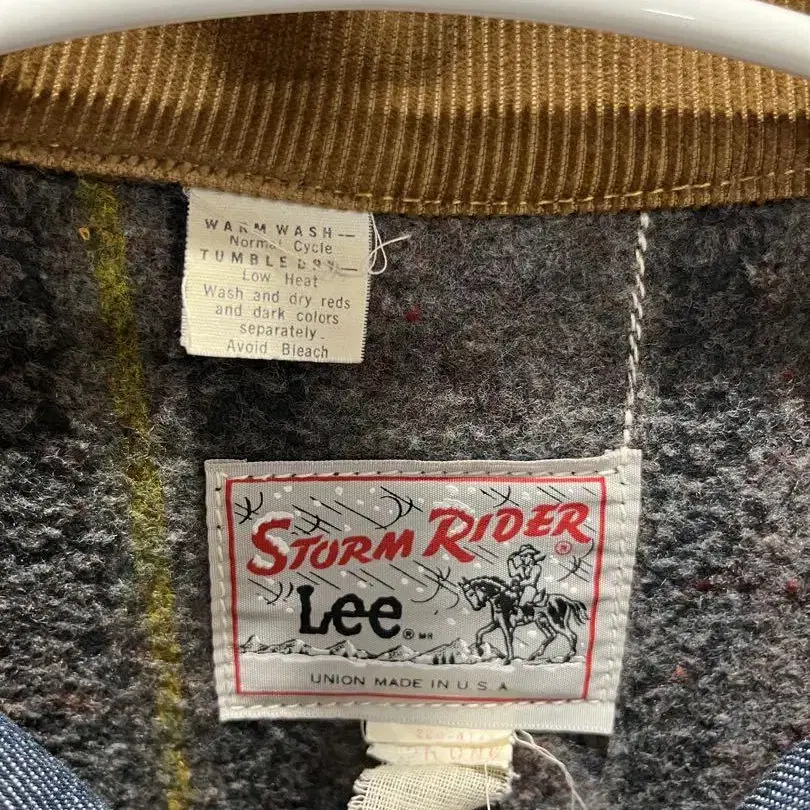 WARM WASH—
Normal Cycle
TUMBLE DRY—
Low Heat
Wash and dry reds
and dark colors
separately.
Avoid Bleach
STORM RIDER ®
Lee ® MR
UNION MADE IN U.S.A